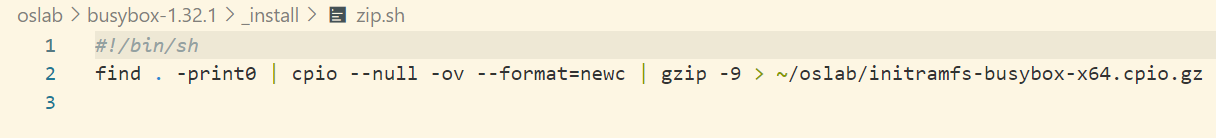 oslab > busybox-1.32.1 > _install > zip.sh
1 #!/bin/sh
2 find . -print0 | cpio --null -ov --format=newc | gzip -9 > ~/oslab/initramfs-busybox-x64.cpio.gz
3